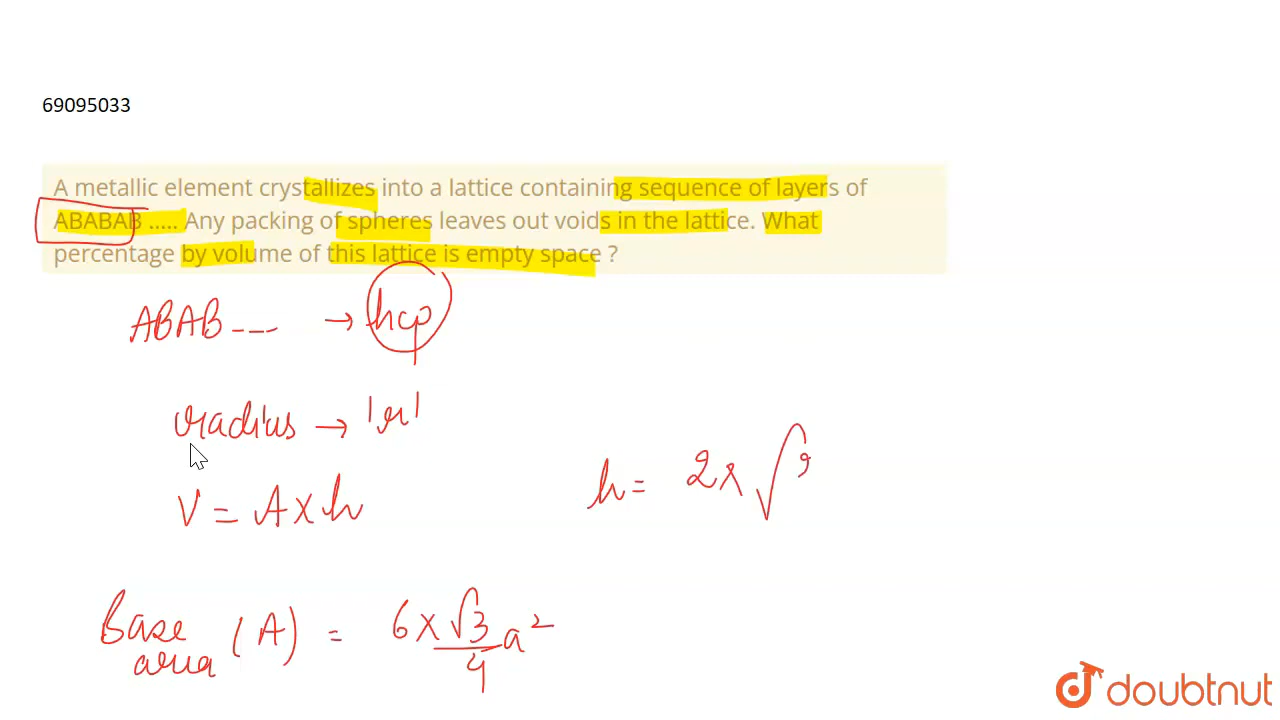 69095033
A metallic element crystallizes into a lattice containing sequence of layers of
ABABAB ..... Any packing of spheres leaves out voids in the lattice. What
percentage by volume of this lattice is empty space ?
ABAB --- → hcp
radius → 'r'
V = A x h
h = 2 x √
Base area (A) = 6 x √3/4 a²
doubtnut